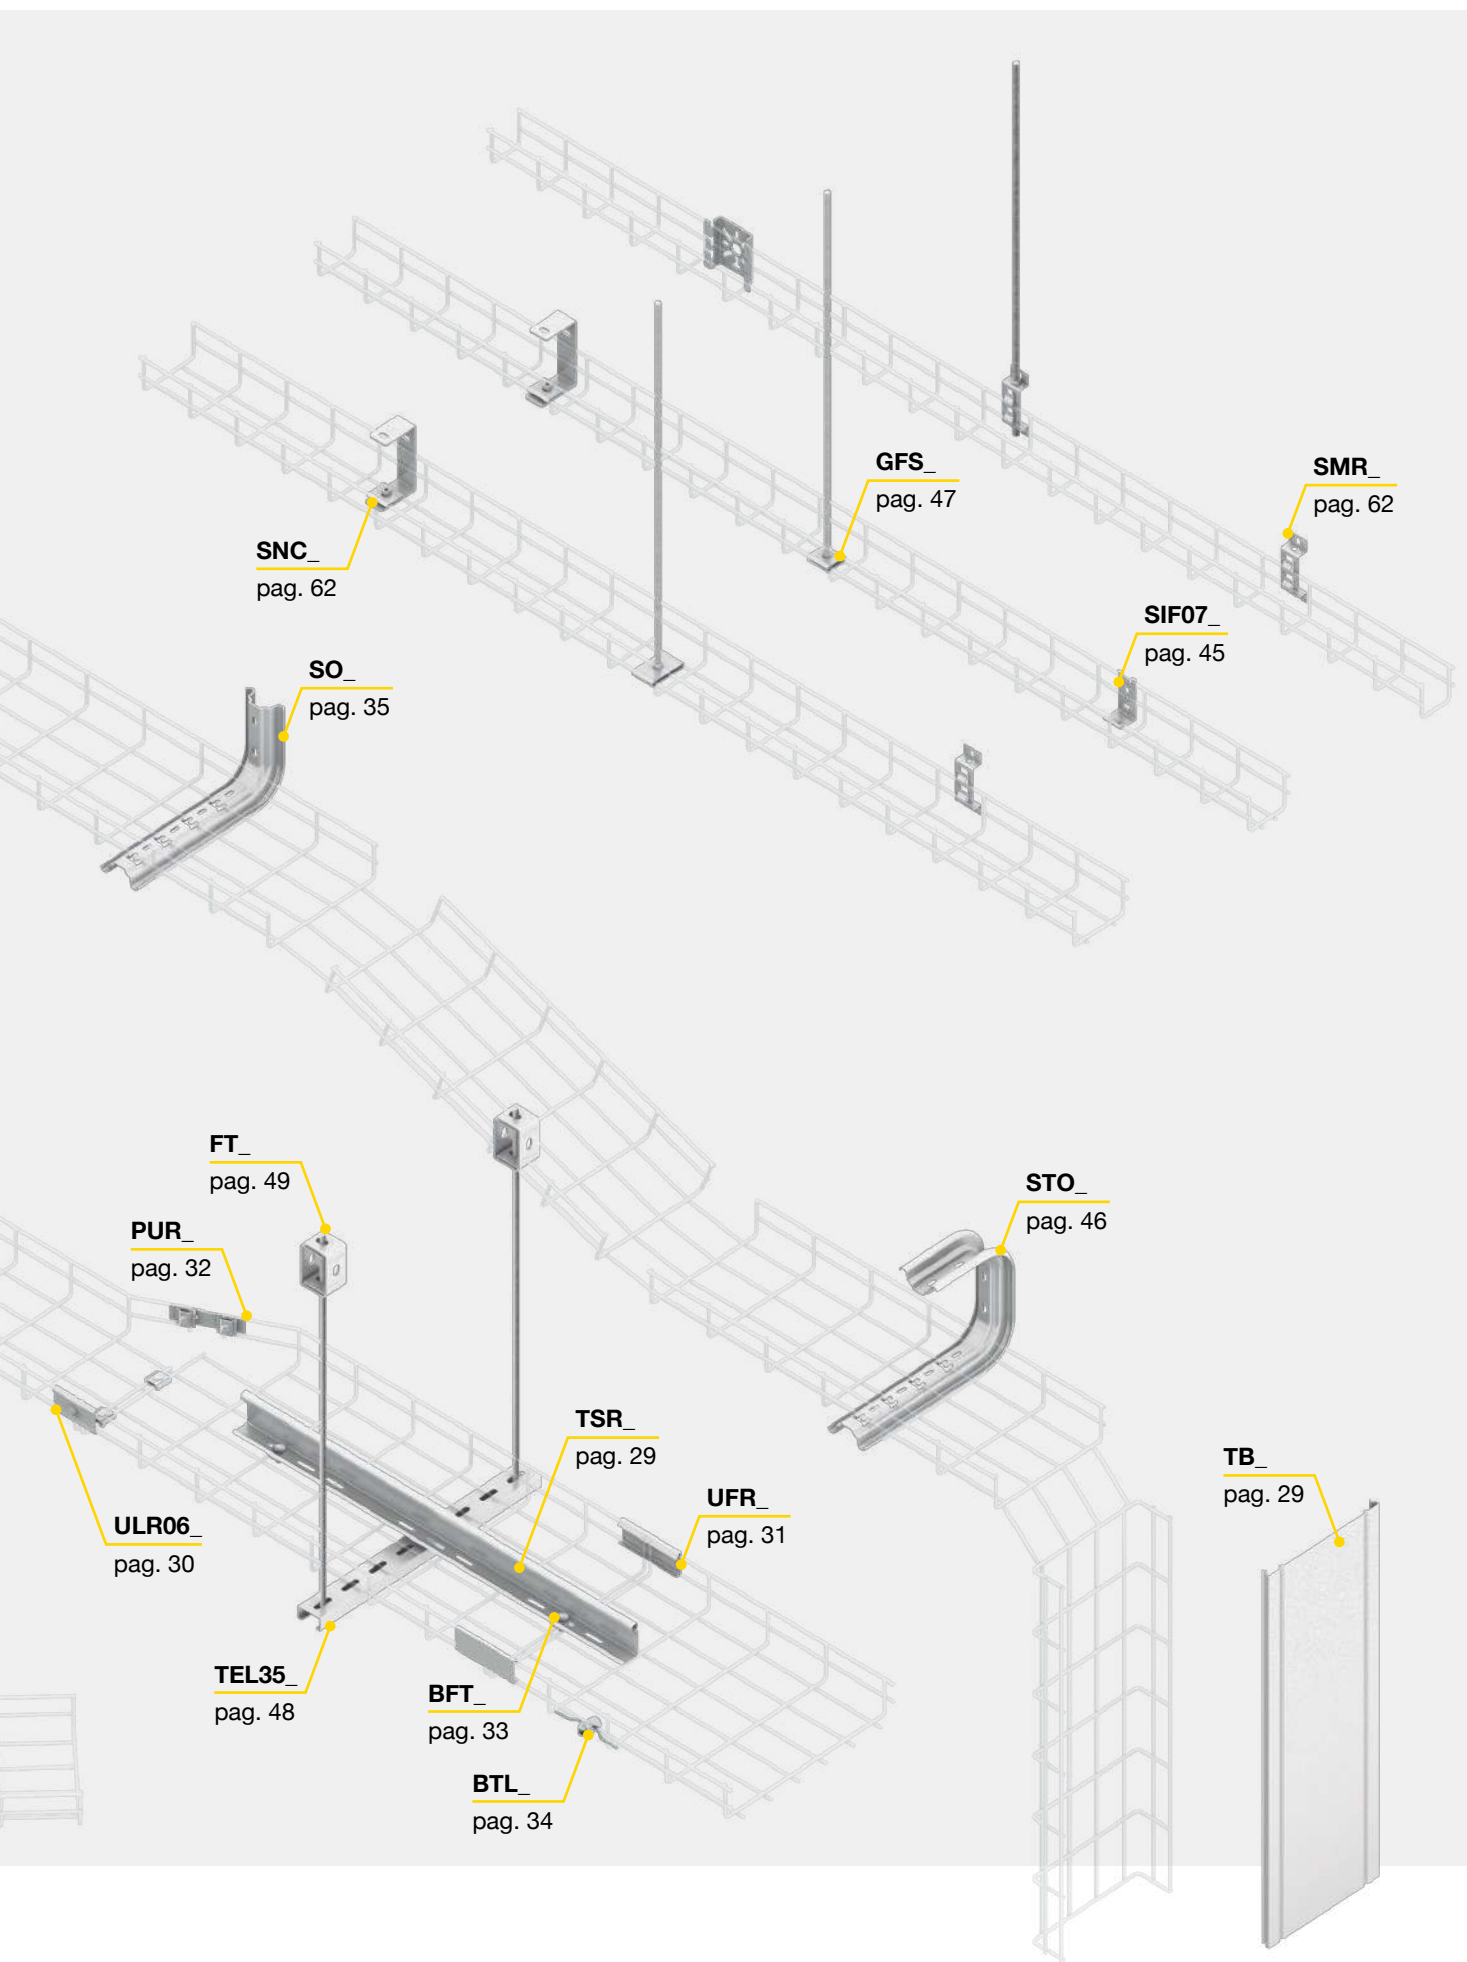 GFS_
pag. 47
SMR_
pag. 62
SNC_
pag. 62
SIF07_
pag. 45
SO_
pag. 35
FT_
pag. 49
STO_
pag. 46
PUR_
pag. 32
TSR_
pag. 29
TB_
pag. 29
UFR_
pag. 31
ULR06_
pag. 30
TEL35_
pag. 48
BFT_
pag. 33
BTL_
pag. 34